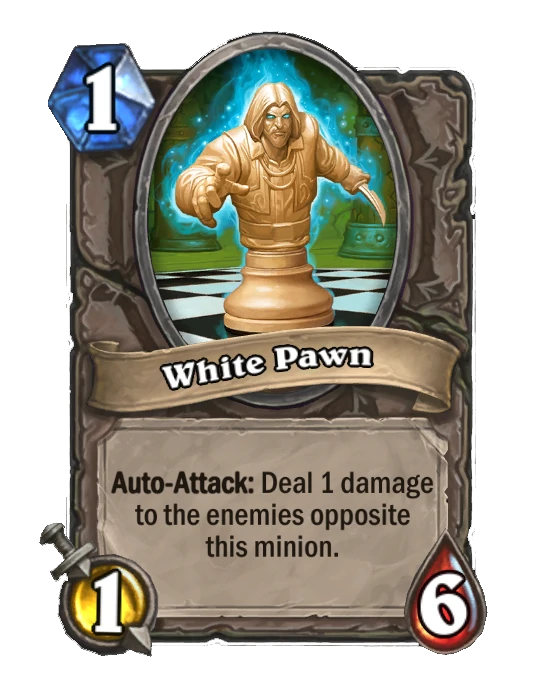 1
White Pawn
Auto-Attack: Deal 1 damage
to the enemies opposite
this minion.
1
6